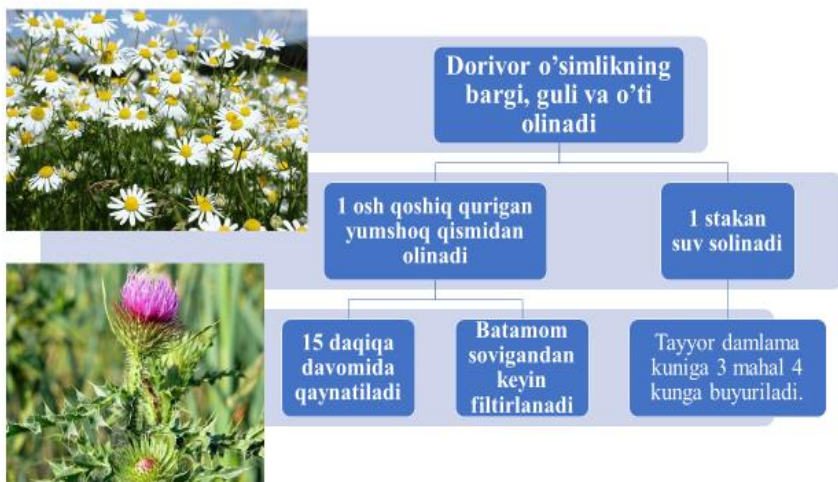 Dorivor o’simlikning
bargi, guli va o’ti
olinadi
1 osh qoshiq qurigan
yumshoq qismidan
olinadi
1 stakan
suv solinadi
15 daqiqa
davomida
qaynatiladi
Batamom
sovigandan
keyin
filtirlanadi
Tayyor damlama
kuniga 3 mahal 4
kunga buyuriladi.